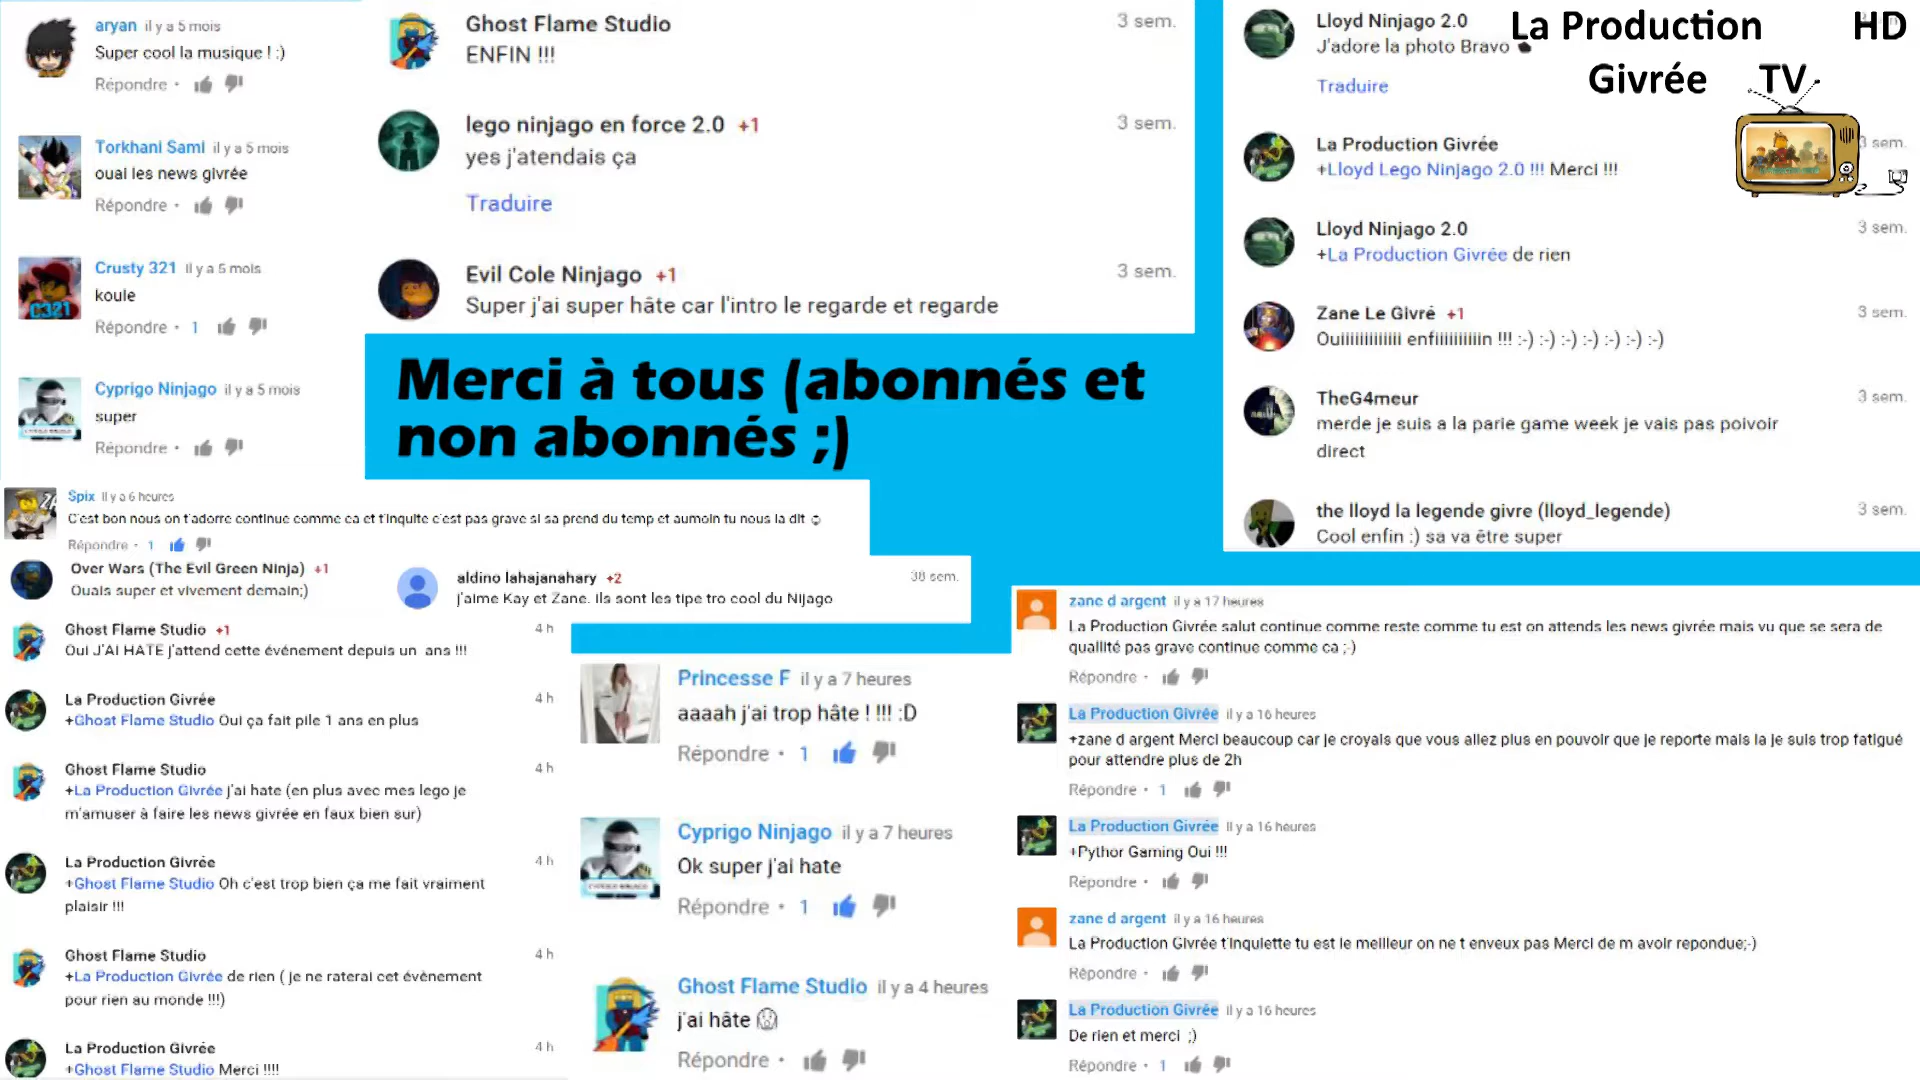 aryan il y a 5 mois
Super cool la musique ! :)
Répondre •
Torkhani Sami il y a 5 mois
ouai les news givrée
Répondre •
Crusty 321 il y a 5 mois
koule
Répondre • 1
C321
Cyprigo Ninjago il y a 5 mois
super
Répondre •
Ghost Flame Studio 3 sem.
ENFIN !!!
lego ninjago en force 2.0 +1 3 sem.
yes j'atendais ça
Traduire
Evil Cole Ninjago +1 3 sem.
Super j'ai super hâte car l'intro le regarde et regarde
Merci à tous (abonnés et
non abonnés ;)
La Production HD
Givrée TV
Lloyd Ninjago 2.0
J'adore la photo Bravo
Traduire
La Production Givrée 3 sem.
+Lloyd Lego Ninjago 2.0 !!! Merci !!!
Lloyd Ninjago 2.0 3 sem.
+La Production Givrée de rien
Zane Le Givré +1 3 sem.
Ouiiiiiiiiiiiii enfiiiiiiiiiin !!! :-) :-) :-) :-) :-) :-) :-)
TheG4meur 3 sem.
merde je suis a la parie game week je vais pas poivoir
direct
the lloyd la legende givre (lloyd_legende) 3 sem.
Cool enfin :) sa va être super
Spix il y a 6 heures
C'est bon nous on t'adorre continue comme ca et t'inquite c'est pas grave si sa prend du temp et aumoin tu nous la dit
Répondre • 1
Over Wars (The Evil Green Ninja) +1
Ouais super et vivement demain;)
aldino lahajanahary +2 38 sem.
j'aime Kay et Zane. Ils sont les tipe tro cool du Nijago
Ghost Flame Studio +1 4 h
Oui J'AI HATE j'attend cette événement depuis un ans !!!
La Production Givrée 4 h
+Ghost Flame Studio Oui ça fait pile 1 ans en plus
Ghost Flame Studio 4 h
+La Production Givrée j'ai hate (en plus avec mes lego je
m'amuser à faire les news givrée en faux bien sur)
La Production Givrée 4 h
+Ghost Flame Studio Oh c'est trop bien ça me fait vraiment
plaisir !!!
Ghost Flame Studio 4 h
+La Production Givrée de rien ( je ne raterai cet évènement
pour rien au monde !!!)
La Production Givrée 4 h
+Ghost Flame Studio Merci !!!!
Princesse F il y a 7 heures
aaaah j'ai trop hâte ! !!! :D
Répondre • 1
Cyprigo Ninjago il y a 7 heures
Ok super j'ai hate
Répondre • 1
Ghost Flame Studio il y a 4 heures
j'ai hâte
Répondre •
zane d argent il y a 17 heures
La Production Givrée salut continue comme reste comme tu est on attends les news givrée mais vu que se sera de
quallité pas grave continue comme ca ;-)
Répondre •
La Production Givrée il y a 16 heures
+zane d argent Merci beaucoup car je croyais que vous allez plus en pouvoir que je reporte mais la je suis trop fatigué
pour attendre plus de 2h
Répondre • 1
La Production Givrée il y a 16 heures
+Pythor Gaming Oui !!!
Répondre •
zane d argent il y a 16 heures
La Production Givrée t'inquiette tu est le meilleur on ne t enveux pas Merci de m avoir repondue;-)
Répondre •
La Production Givrée il y a 16 heures
De rien et merci ;)
Répondre • 1